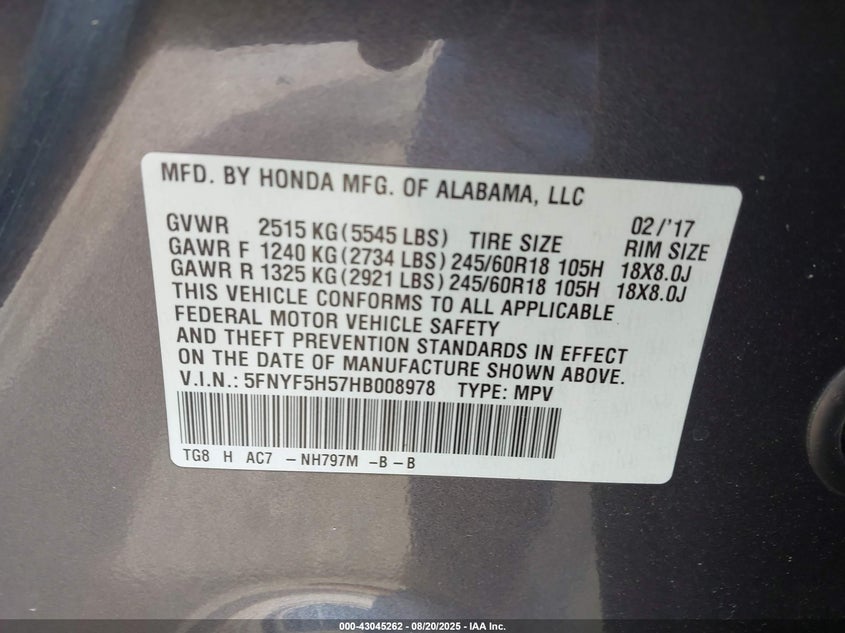 MFD. BY HONDA MFG. OF ALABAMA, LLC
GVWR 2515 KG (5545 LBS) TIRE SIZE 02/'17 RIM SIZE
GAWR F 1240 KG (2734 LBS) 245/60R18 105H 18X8.0J
GAWR R 1325 KG (2921 LBS) 245/60R18 105H 18X8.0J
THIS VEHICLE CONFORMS TO ALL APPLICABLE
FEDERAL MOTOR VEHICLE SAFETY
AND THEFT PREVENTION STANDARDS IN EFFECT
ON THE DATE OF MANUFACTURE SHOWN ABOVE.
V.I.N.: 5FNYF5H57HB008978 TYPE: MPV
TG8 H AC7 -NH797M -B-B
000-43045262 - 08/20/2025 - IAA Inc.